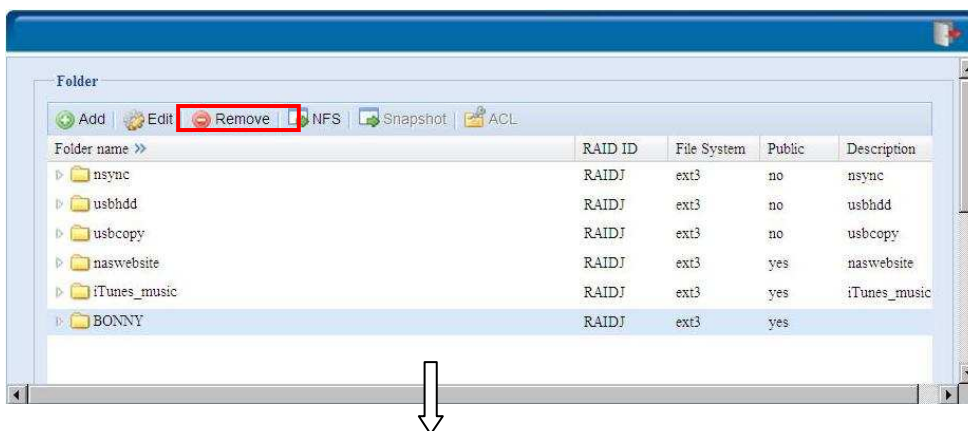 Folder
Add Edit Remove NFS Snapshot ACL
Folder name RAID ID File System Public Description
nsync RAIDJ ext3 no nsync
usbhdd RAIDJ ext3 no usbhdd
usbcopy RAIDJ ext3 no usbcopy
naswebsite RAIDJ ext3 yes naswebsite
iTunes_music RAIDJ ext3 yes iTunes_music
BONNY RAIDJ ext3 yes